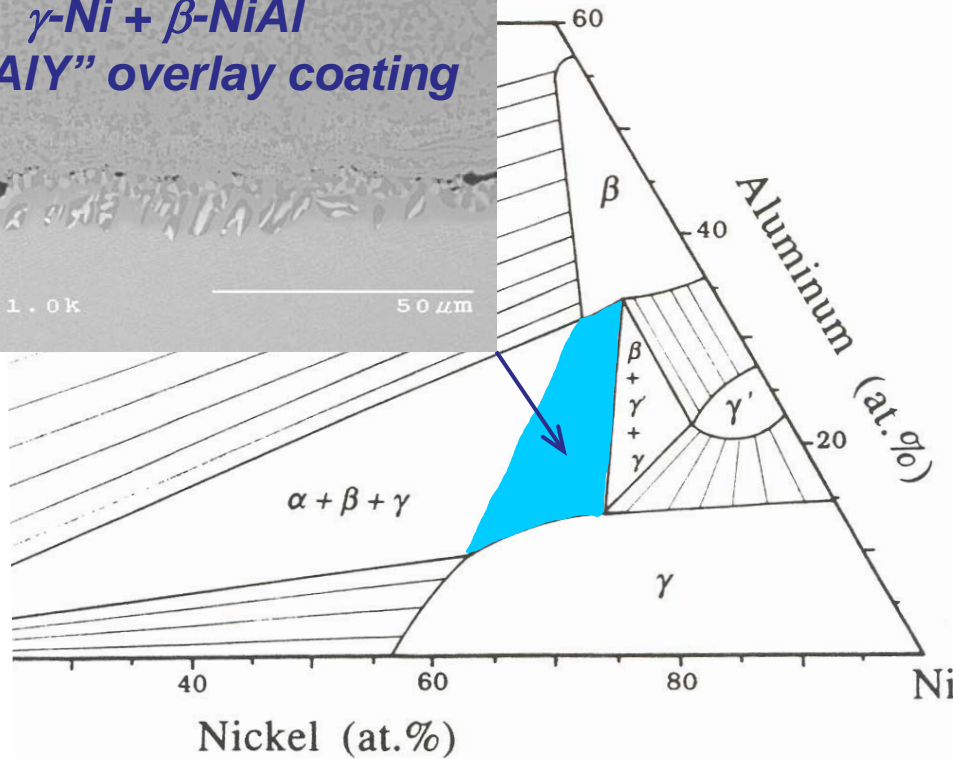 γ-Ni + β-NiAl
AlY” overlay coating
1.0k
50μm
60
β
40
Aluminum (at.%)
β
+
γ'
+
γ
γ'
20
α + β + γ
γ
40
60
80
Ni
Nickel (at.%)